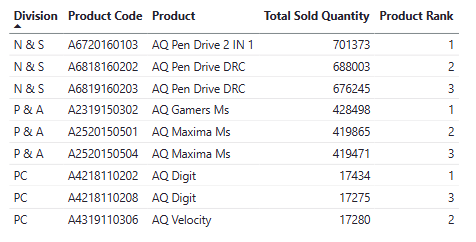 Division Product Code Product Total Sold Quantity Product Rank
N & S A6720160103 AQ Pen Drive 2 IN 1 701373 1
N & S A6818160202 AQ Pen Drive DRC 688003 2
N & S A6819160203 AQ Pen Drive DRC 676245 3
P & A A2319150302 AQ Gamers Ms 428498 1
P & A A2520150501 AQ Maxima Ms 419865 2
P & A A2520150504 AQ Maxima Ms 419471 3
PC A4218110202 AQ Digit 17434 1
PC A4218110208 AQ Digit 17275 3
PC A4319110306 AQ Velocity 17280 2